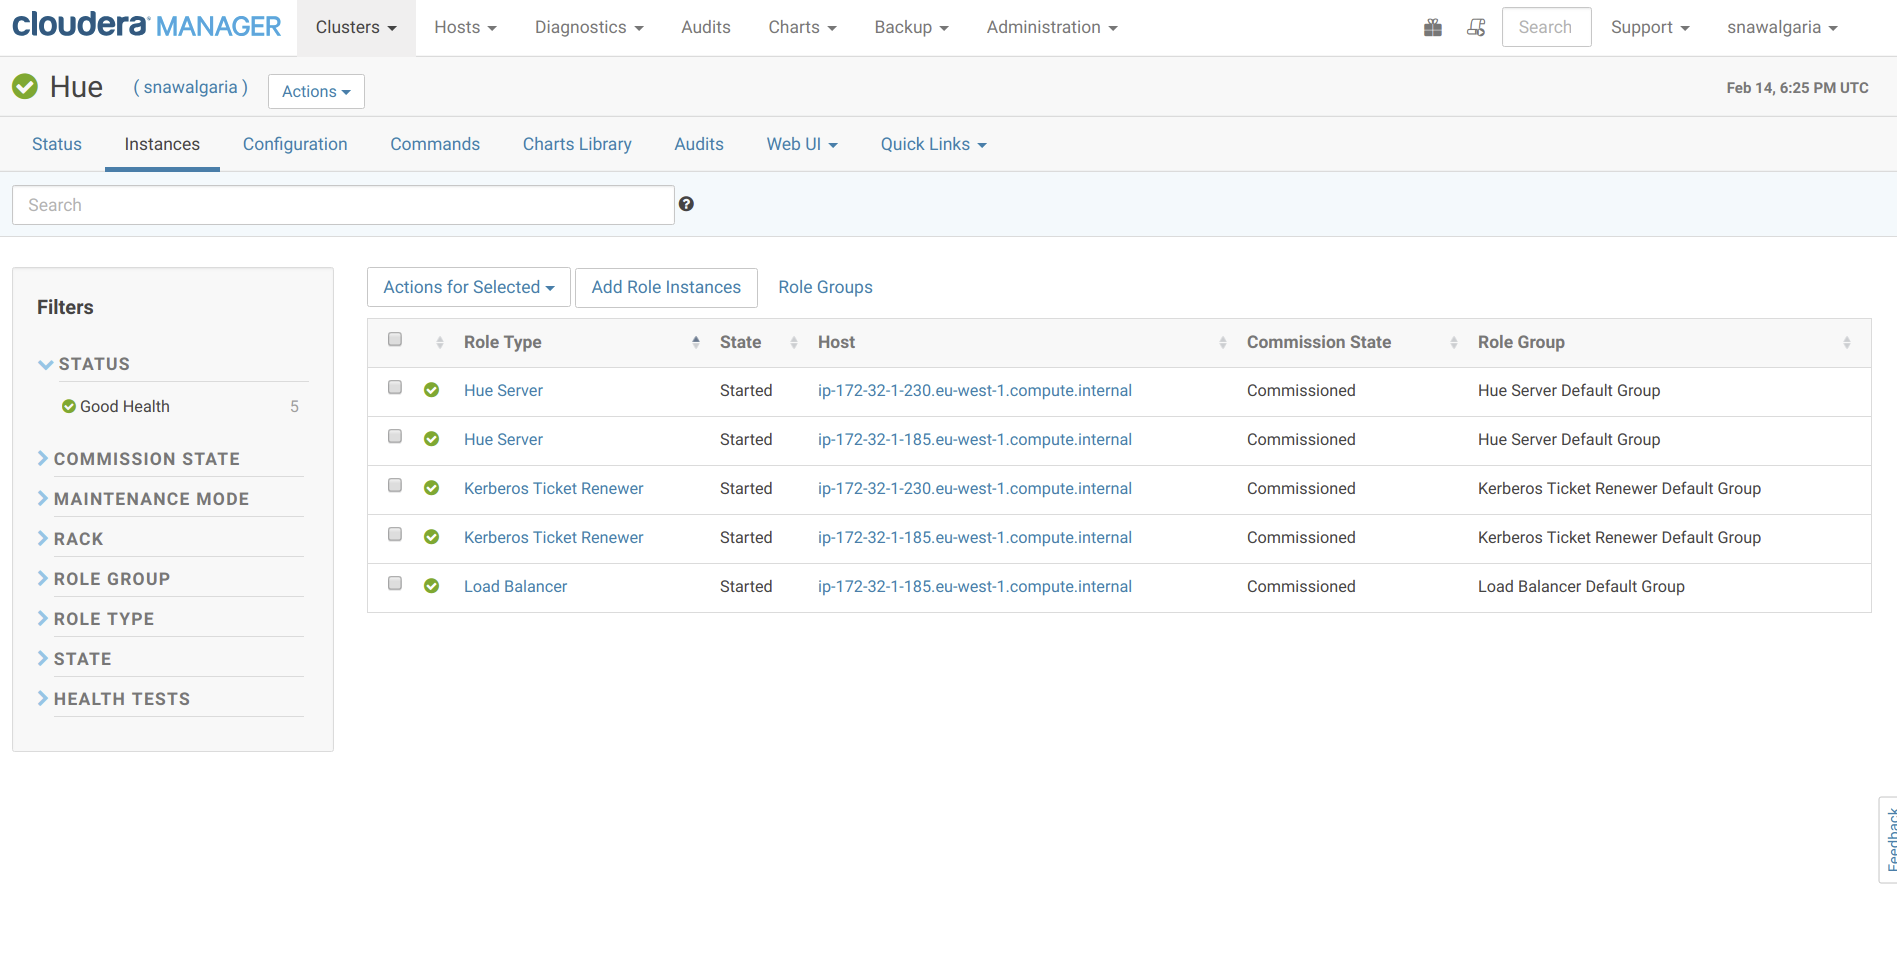 cloudera MANAGER Clusters Hosts Diagnostics Audits Charts Backup Administration Search Support snawalgaria
Hue ( snawalgaria ) Actions Feb 14, 6:25 PM UTC
Status Instances Configuration Commands Charts Library Audits Web UI Quick Links
Search
Filters
STATUS
Good Health 5
COMMISSION STATE
MAINTENANCE MODE
RACK
ROLE GROUP
ROLE TYPE
STATE
HEALTH TESTS
Actions for Selected Add Role Instances Role Groups
Role Type State Host Commission State Role Group
Hue Server Started ip-172-32-1-230.eu-west-1.compute.internal Commissioned Hue Server Default Group
Hue Server Started ip-172-32-1-185.eu-west-1.compute.internal Commissioned Hue Server Default Group
Kerberos Ticket Renewer Started ip-172-32-1-230.eu-west-1.compute.internal Commissioned Kerberos Ticket Renewer Default Group
Kerberos Ticket Renewer Started ip-172-32-1-185.eu-west-1.compute.internal Commissioned Kerberos Ticket Renewer Default Group
Load Balancer Started ip-172-32-1-185.eu-west-1.compute.internal Commissioned Load Balancer Default Group
Feedback